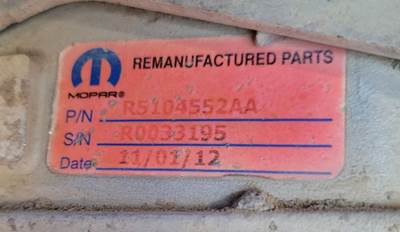 REMANUFACTURED PARTS
MOPAR®
P/N: R5104552AA
S/N R0033195
Date 11/01/12